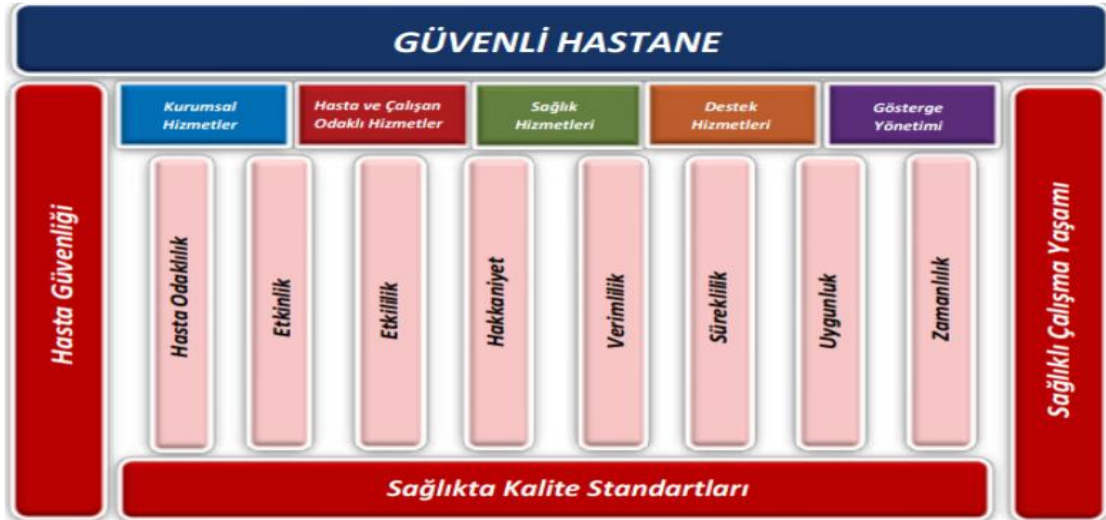 GÜVENLİ HASTANE
Kurumsal
Hizmetler
Hasta ve Çalışan
Odaklı Hizmetler
Sağlık
Hizmetleri
Destek
Hizmetleri
Gösterge
Yönetimi
Hasta Güvenliği
Hasta Odaklılık
Etkinlik
Etkililik
Hakkaniyet
Verimlilik
Süreklilik
Uygunluk
Zamanlılık
Sağlıklı Çalışma Yaşamı
Sağlıkta Kalite Standartları